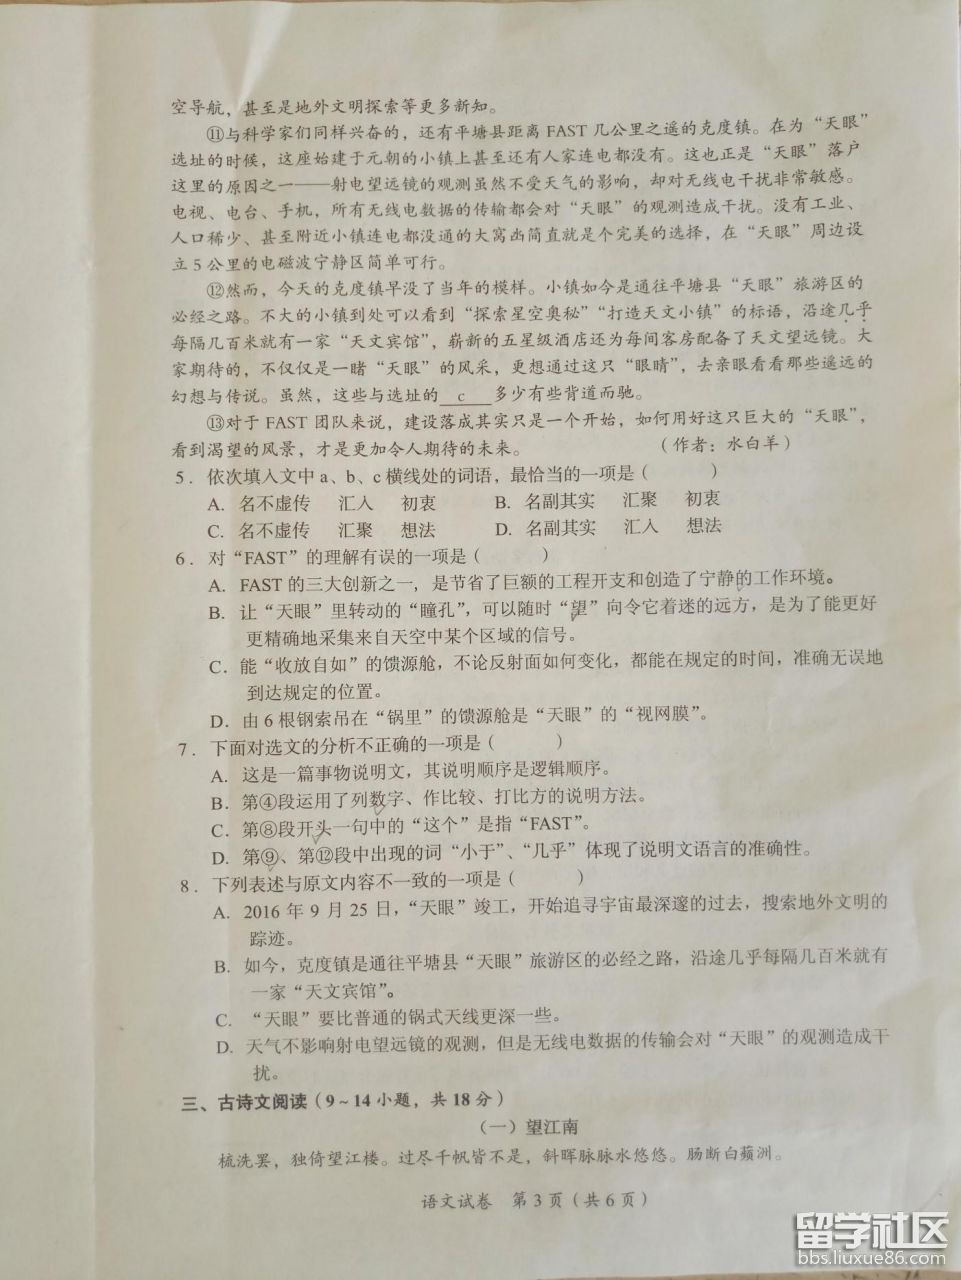 空导航，甚至是地外文明探索等更多新知。
⑪与科学家们同样兴奋的，还有平塘县距离 FAST 几公里之遥的克度镇。在为“天眼”
选址的时候，这座始建于元朝的小镇上甚至还有人家连电都没有。这也正是“天眼”落户
这里的原因之一——射电望远镜的观测虽然不受天气的影响，却对无线电干扰非常敏感。
电视、电台、手机，所有无线电数据的传输都会对“天眼”的观测造成干扰。没有工业、
人口稀少、甚至附近小镇连电都没通的大窝凼简直就是个完美的选择，在“天眼”周边设
立 5 公里的电磁波宁静区简单可行。
⑫然而，今天的克度镇早没了当年的模样。小镇如今是通往平塘县“天眼”旅游区的
必经之路。不大的小镇到处可以看到“探索星空奥秘”“打造天文小镇”的标语，沿途几乎
每隔几百米就有一家“天文宾馆”，崭新的五星级酒店还为每间客房配备了天文望远镜。大
家期待的，不仅仅是一睹“天眼”的风采，更想通过这只“眼睛”，去亲眼看看那些遥远的
幻想与传说。虽然，这些与选址的 c 多少有些背道而驰。
⑬对于 FAST 团队来说，建设落成其实只是一个开始，如何用好这只巨大的“天眼”，
看到渴望的风景，才是更加令人期待的未来。（作者：水白羊）
5．依次填入文中 a、b、c 横线处的词语，最恰当的一项是（ ）
A．名不虚传 汇入 初衷 B．名副其实 汇聚 初衷
C．名不虚传 汇聚 想法 D．名副其实 汇入 想法
6．对“FAST”的理解有误的一项是（ ）
A．FAST 的三大创新之一，是节省了巨额的工程开支和创造了宁静的工作环境。
B．让“天眼”里转动的“瞳孔”，可以随时“望”向令它着迷的远方，是为了能更好
更精确地采集来自天空中某个区域的信号。
C．能“收放自如”的馈源舱，不论反射面如何变化，都能在规定的时间，准确无误地
到达规定的位置。
D．由 6 根钢索吊在“锅里”的馈源舱是“天眼”的“视网膜”。
7．下面对选文的分析不正确的一项是（ ）
A．这是一篇事物说明文，其说明顺序是逻辑顺序。
B．第④段运用了列数字、作比较、打比方的说明方法。
C．第⑧段开头一句中的“这个”是指“FAST”。
D．第⑨、第⑫段中出现的词“小于”、“几乎”体现了说明文语言的准确性。
8．下列表述与原文内容不一致的一项是（ ）
A．2016 年 9 月 25 日，“天眼”竣工，开始追寻宇宙最深邃的过去，搜索地外文明的
踪迹。
B．如今，克度镇是通往平塘县“天眼”旅游区的必经之路，沿途几乎每隔几百米就有
一家“天文宾馆”。
C．“天眼”要比普通的锅式天线更深一些。
D．天气不影响射电望远镜的观测，但是无线电数据的传输会对“天眼”的观测造成干
扰。
三、古诗文阅读（9～14 小题，共 18 分）
（一）望江南
梳洗罢，独倚望江楼。过尽千帆皆不是，斜晖脉脉水悠悠。肠断白蘋洲。
语文试卷 第 3 页（共 6 页）
留学社区
bbs.liuxue86.com